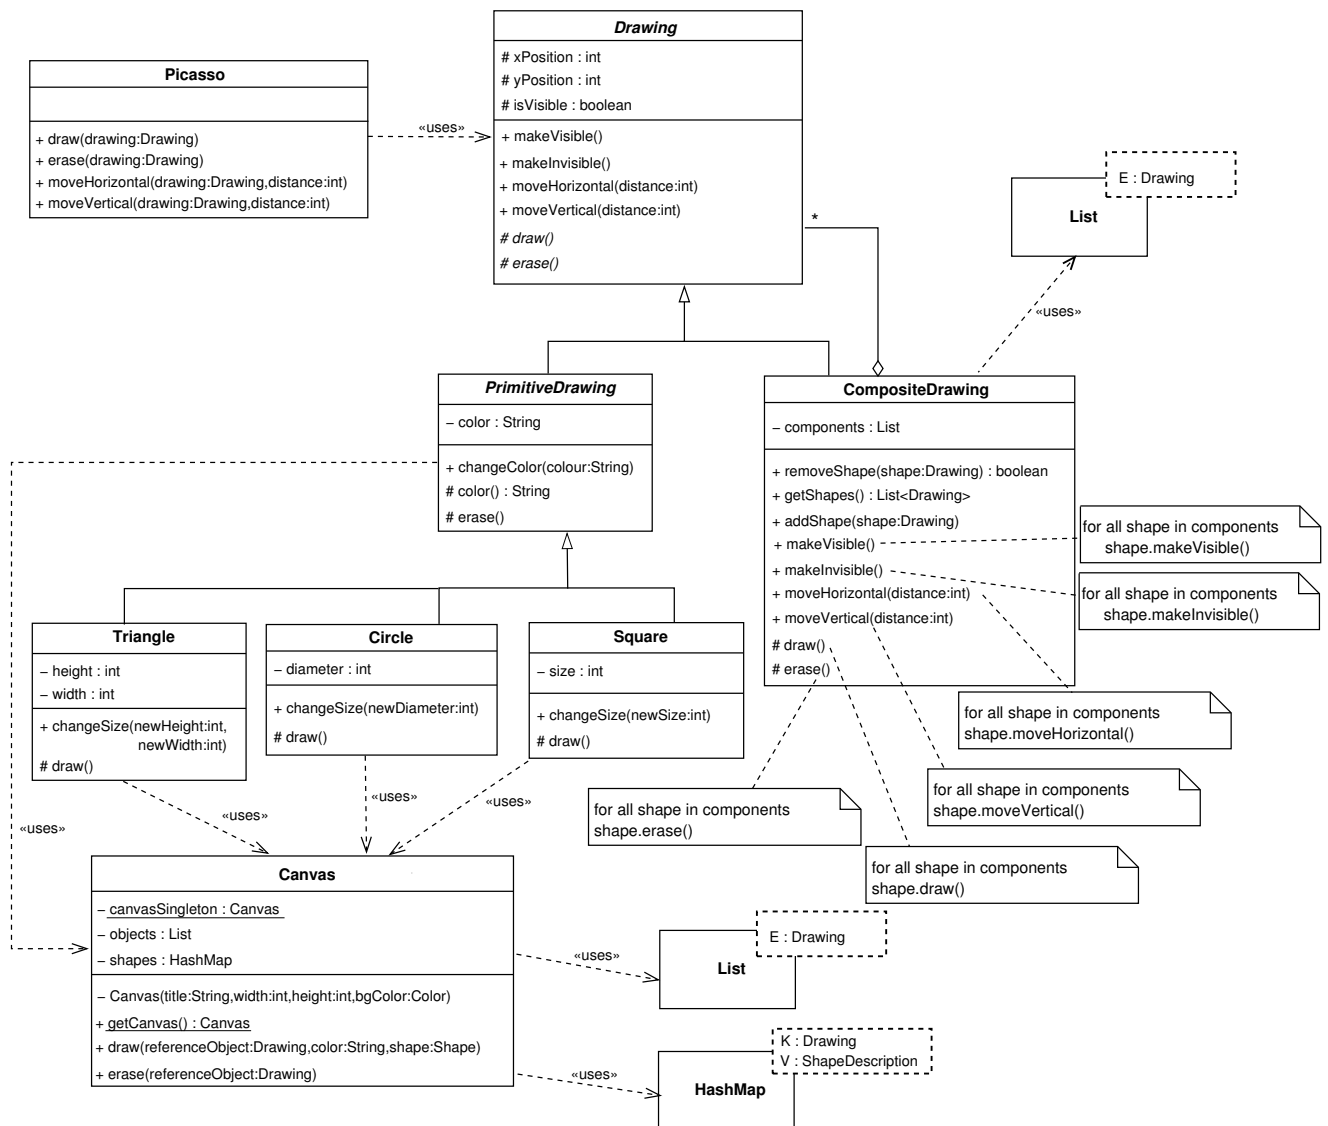 Drawing
# xPosition : int
# yPosition : int
# isVisible : boolean
+ makeVisible()
+ makeInvisible()
+ moveHorizontal(distance:int)
+ moveVertical(distance:int)
# draw()
# erase()
Picasso
+ draw(drawing:Drawing)
+ erase(drawing:Drawing)
+ moveHorizontal(drawing:Drawing,distance:int)
+ moveVertical(drawing:Drawing,distance:int)
«uses»
*
E : Drawing
List
«uses»
PrimitiveDrawing
– color : String
+ changeColor(colour:String)
# color() : String
# erase()
CompositeDrawing
– components : List
+ removeShape(shape:Drawing) : boolean
+ getShapes() : List<Drawing>
+ addShape(shape:Drawing)
+ makeVisible()
+ makeInvisible()
+ moveHorizontal(distance:int)
+ moveVertical(distance:int)
# draw()
# erase()
for all shape in components
shape.makeVisible()
for all shape in components
shape.makeInvisible()
for all shape in components
shape.moveHorizontal()
for all shape in components
shape.moveVertical()
for all shape in components
shape.draw()
for all shape in components
shape.erase()
Triangle
– height : int
– width : int
+ changeSize(newHeight:int,
newWidth:int)
# draw()
Circle
– diameter : int
+ changeSize(newDiameter:int)
# draw()
Square
– size : int
+ changeSize(newSize:int)
# draw()
«uses»
«uses»
«uses»
«uses»
Canvas
– canvasSingleton : Canvas
– objects : List
– shapes : HashMap
– Canvas(title:String,width:int,height:int,bgColor:Color)
+ getCanvas() : Canvas
+ draw(referenceObject:Drawing,color:String,shape:Shape)
+ erase(referenceObject:Drawing)
«uses»
E : Drawing
List
«uses»
K : Drawing
V : ShapeDescription
HashMap